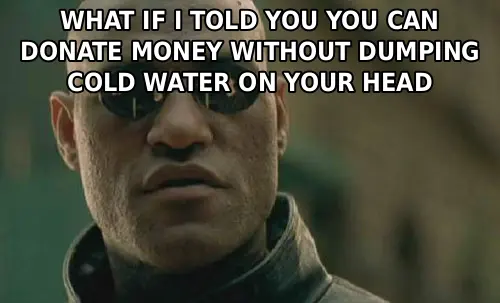 WHAT IF I TOLD YOU YOU CAN
DONATE MONEY WITHOUT DUMPING
COLD WATER ON YOUR HEAD